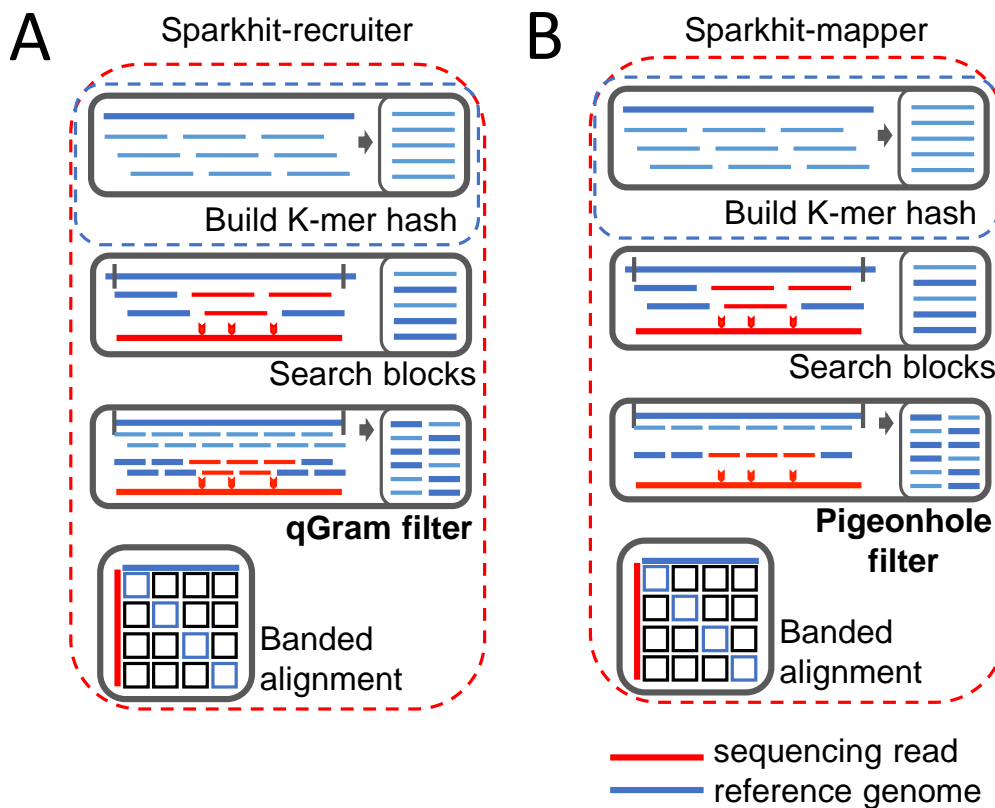 A
Sparkhit-recruiter
Build K-mer hash
Search blocks
qGram filter
Banded
alignment
B
Sparkhit-mapper
Build K-mer hash
Search blocks
Pigeonhole
filter
Banded
alignment
sequencing read
reference genome